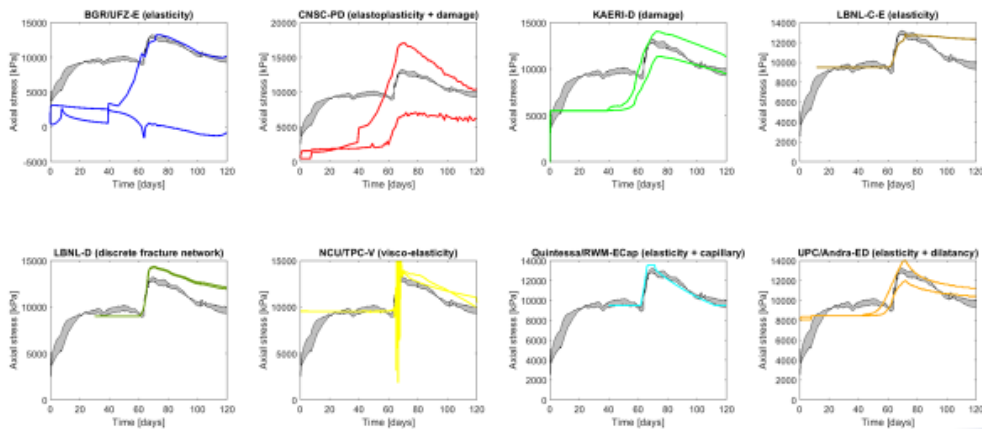 BGR/UFZ-E (elasticity)
CNSC-PD (elastoplasticity + damage)
KAERI-D (damage)
LBNL-C-E (elasticity)
Axial stress [kPa]
15000
10000
5000
0
-5000
0 20 40 60 80 100 120
Time [days]
Axial stress [kPa]
20000
15000
10000
5000
0
0 20 40 60 80 100 120
Time [days]
Axial stress [kPa]
15000
10000
5000
0
0 20 40 60 80 100 120
Time [days]
Axial stress [kPa]
14000
12000
10000
8000
6000
4000
2000
0
0 20 40 60 80 100 120
Time [days]
LBNL-D (discrete fracture network)
NCU/TPC-V (visco-elasticity)
Quintessa/RWM-ECap (elasticity + capillary)
UPC/Andra-ED (elasticity + dilatancy)
Axial stress [kPa]
15000
10000
5000
0
0 20 40 60 80 100 120
Time [days]
Axial stress [kPa]
15000
10000
5000
0
0 20 40 60 80 100 120
Time [days]
Axial stress [kPa]
14000
12000
10000
8000
6000
4000
2000
0
0 20 40 60 80 100 120
Time [days]
Axial stress [kPa]
14000
12000
10000
8000
6000
4000
2000
0
0 20 40 60 80 100 120
Time [days]